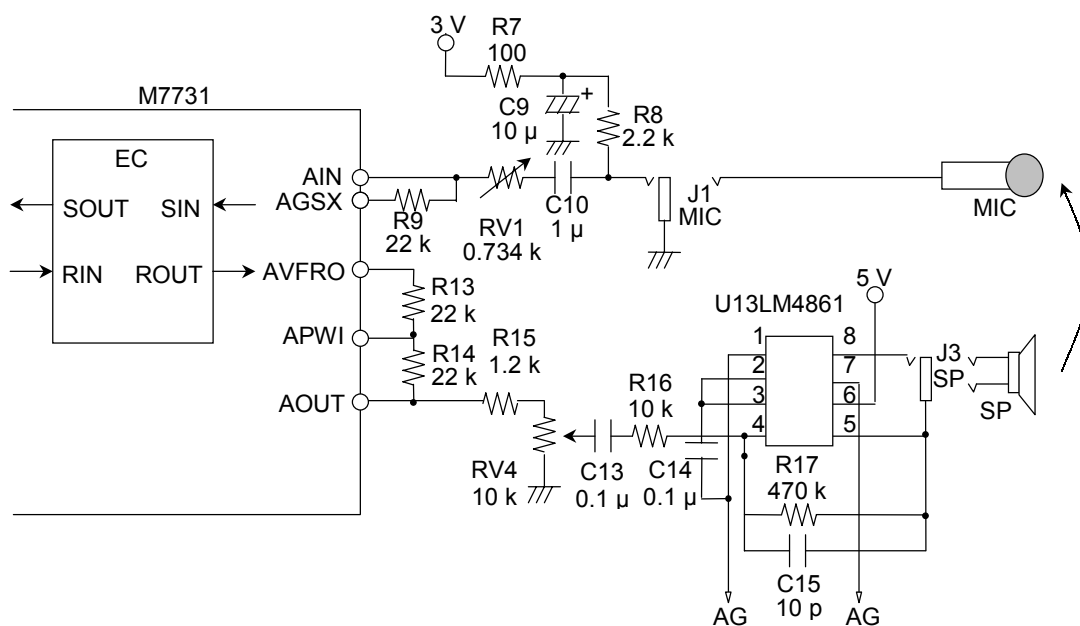 3 V
R7
100
M7731
C9
10 µ
+
R8
2.2 k
EC
AIN
AGSX
SOUT SIN
R9
22 k
RV1
0.734 k
C10
1 µ
J1
MIC
MIC
RIN ROUT
AVFRO
R13
22 k
5 V
U13LM4861
APWI
R14
22 k
R15
1.2 k
1
2
3
4
8
7
6
5
J3
SP
SP
AOUT
R16
10 k
RV4
10 k
C13
0.1 µ
C14
0.1 µ
R17
470 k
C15
10 p
AG
AG